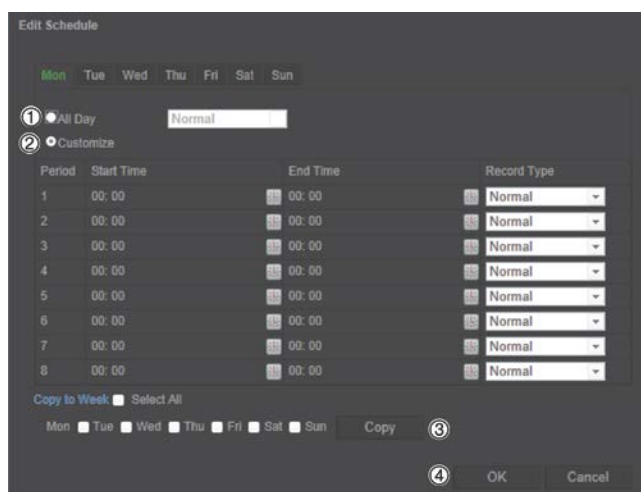 Edit Schedule
Mon Tue Wed Thu Fri Sat Sun
① All Day Normal
② Customize
Period Start Time End Time Record Type
1 00: 00 00: 00 Normal
2 00: 00 00: 00 Normal
3 00: 00 00: 00 Normal
4 00: 00 00: 00 Normal
5 00: 00 00: 00 Normal
6 00: 00 00: 00 Normal
7 00: 00 00: 00 Normal
8 00: 00 00: 00 Normal
Copy to Week Select All
Mon Tue Wed Thu Fri Sat Sun Copy ③
④ OK Cancel